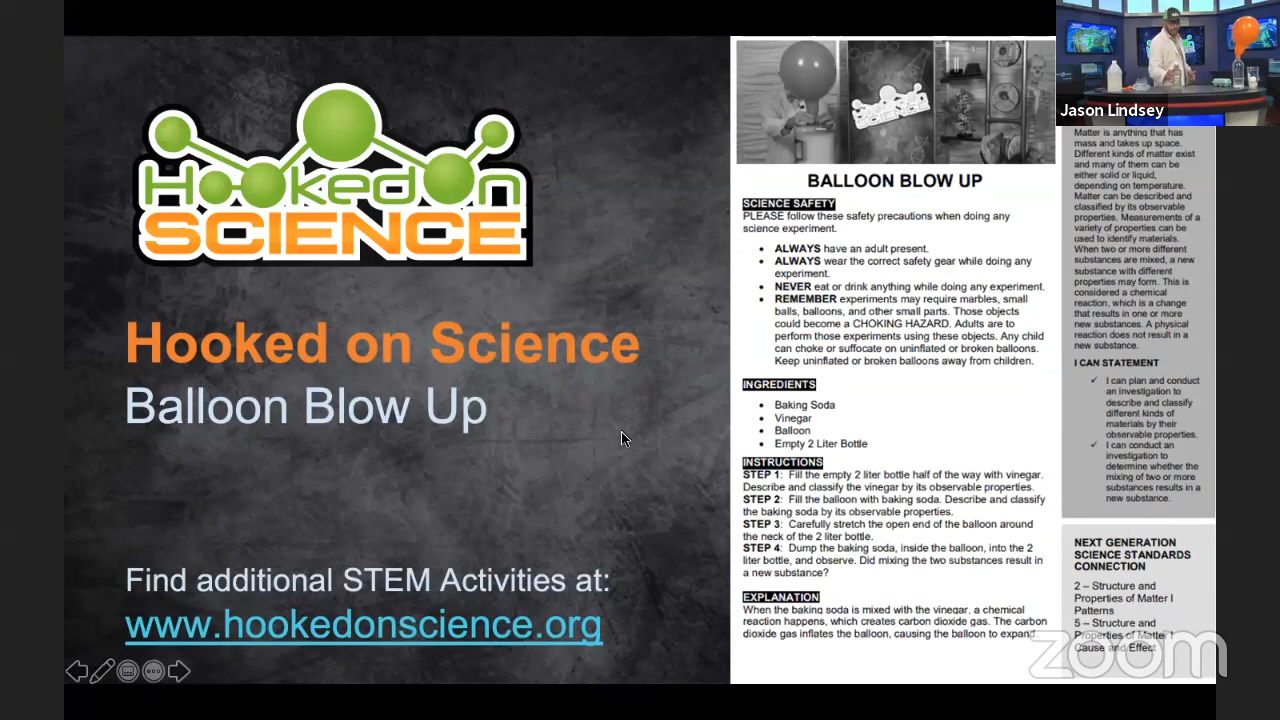 Hooked on
SCIENCE
Hooked on Science
Balloon Blow Up
Find additional STEM Activities at:
www.hookedonscience.org
BALLOON BLOW UP
SCIENCE SAFETY
PLEASE follow these safety precautions when doing any
science experiment.
• ALWAYS have an adult present.
• ALWAYS wear the correct safety gear while doing any
experiment.
• NEVER eat or drink anything while doing any experiment.
• REMEMBER experiments may require marbles, small
balls, balloons, and other small parts. Those objects
could become a CHOKING HAZARD. Adults are to
perform those experiments using these objects. Any child
can choke or suffocate on uninflated or broken balloons.
Keep uninflated or broken balloons away from children.
INGREDIENTS
• Baking Soda
• Vinegar
• Balloon
• Empty 2 Liter Bottle
INSTRUCTIONS
STEP 1: Fill the empty 2 liter bottle half of the way with vinegar.
Describe and classify the vinegar by its observable properties.
STEP 2: Fill the balloon with baking soda. Describe and classify
the baking soda by its observable properties.
STEP 3: Carefully stretch the open end of the balloon around
the neck of the 2 liter bottle.
STEP 4: Dump the baking soda, inside the balloon, into the 2
liter bottle, and observe. Did mixing the two substances result in
a new substance?
EXPLANATION
When the baking soda is mixed with the vinegar, a chemical
reaction happens, which creates carbon dioxide gas. The carbon
dioxide gas inflates the balloon, causing the balloon to expand.
Jason Lindsey
Matter is anything that has
mass and takes up space.
Different kinds of matter exist
and many of them can be
either solid or liquid,
depending on temperature.
Matter can be described and
classified by its observable
properties. Measurements of a
variety of properties can be
used to identify materials.
When two or more different
substances are mixed, a new
substance with different
properties may form. This is
considered a chemical
reaction, which is a change
that results in one or more
new substances. A physical
reaction does not result in a
new substance.
I CAN STATEMENT
✓ I can plan and conduct
an investigation to
describe and classify
different kinds of
materials by their
observable properties.
✓ I can conduct an
investigation to
determine whether the
mixing of two or more
substances results in a
new substance.
NEXT GENERATION
SCIENCE STANDARDS
CONNECTION
2 – Structure and
Properties of Matter I
Patterns
5 – Structure and
Properties of Matter I
Cause and Effect
zoom